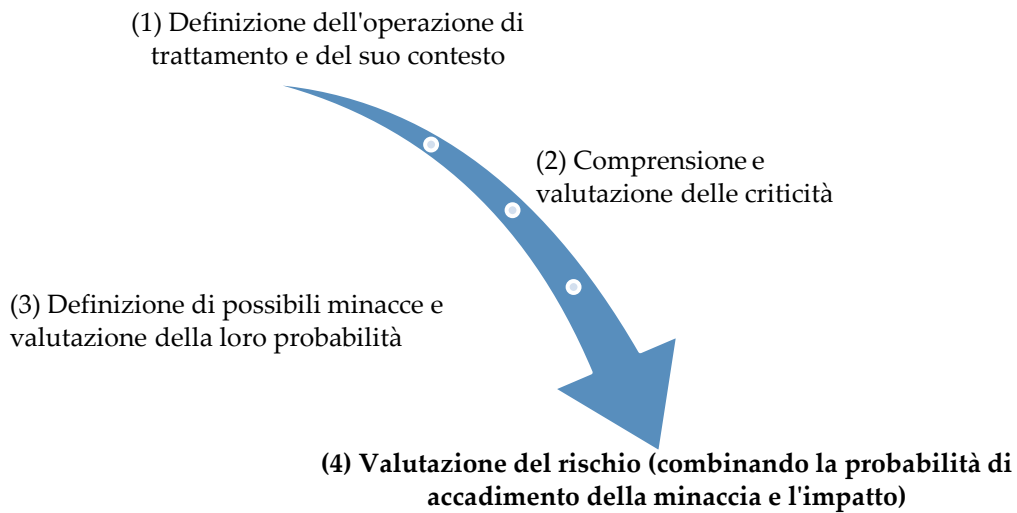 (1) Definizione dell'operazione di
trattamento e del suo contesto
(2) Comprensione e
valutazione delle criticità
(3) Definizione di possibili minacce e
valutazione della loro probabilità
(4) Valutazione del rischio (combinando la probabilità di
accadimento della minaccia e l'impatto)